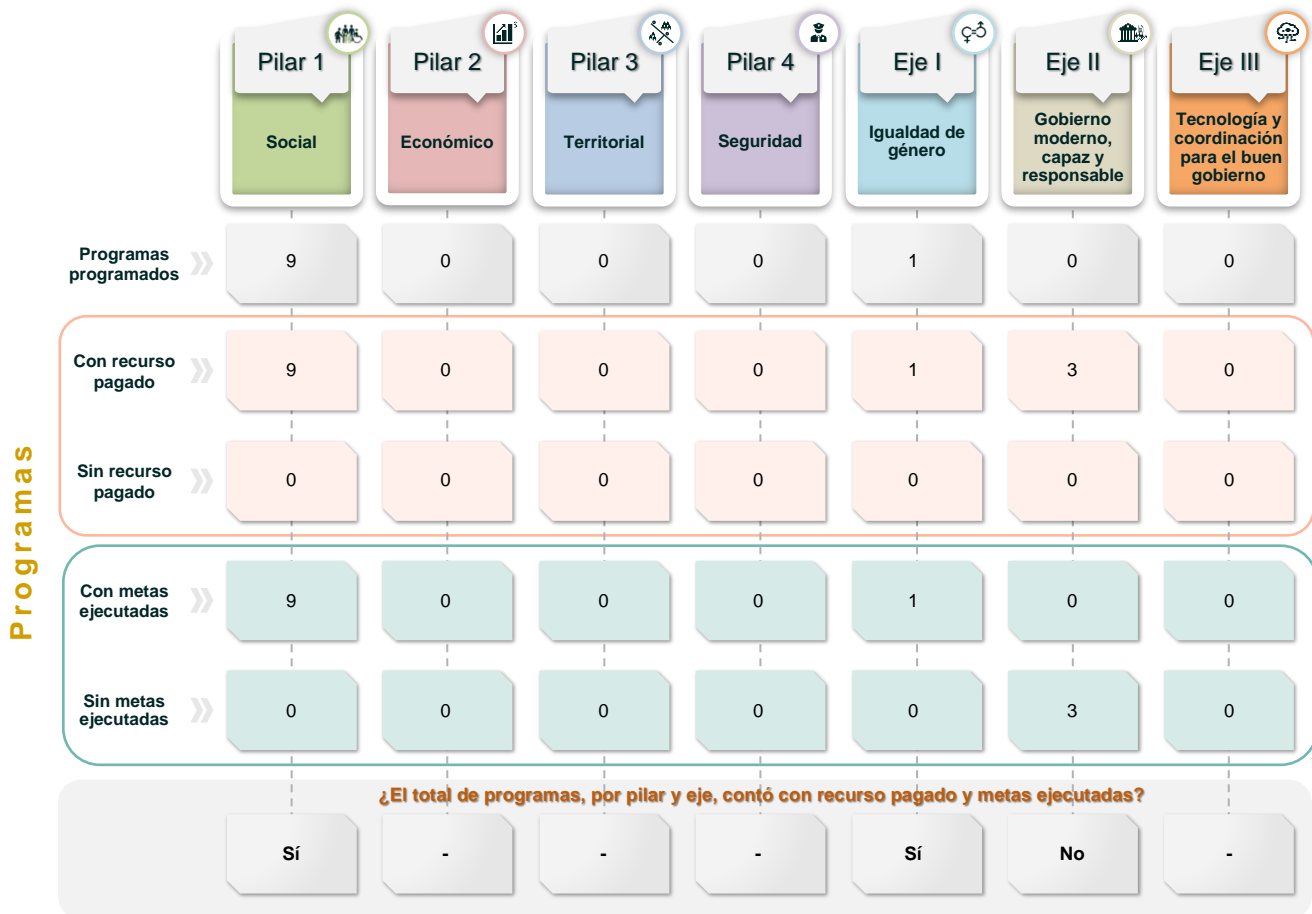 Pilar 1
Pilar 2
Pilar 3
Pilar 4
Eje I
Eje II
Eje III
Social
Económico
Territorial
Seguridad
Igualdad de
género
Gobierno
moderno,
capaz y
responsable
Tecnología y
coordinación
para el buen
gobierno
Programas
Programas
programados
9
0
0
0
1
0
0
Con recurso
pagado
9
0
0
0
1
3
0
Sin recurso
pagado
0
0
0
0
0
0
0
Con metas
ejecutadas
9
0
0
0
1
0
0
Sin metas
ejecutadas
0
0
0
0
0
3
0
¿El total de programas, por pilar y eje, contó con recurso pagado y metas ejecutadas?
Sí
-
-
-
Sí
No
-